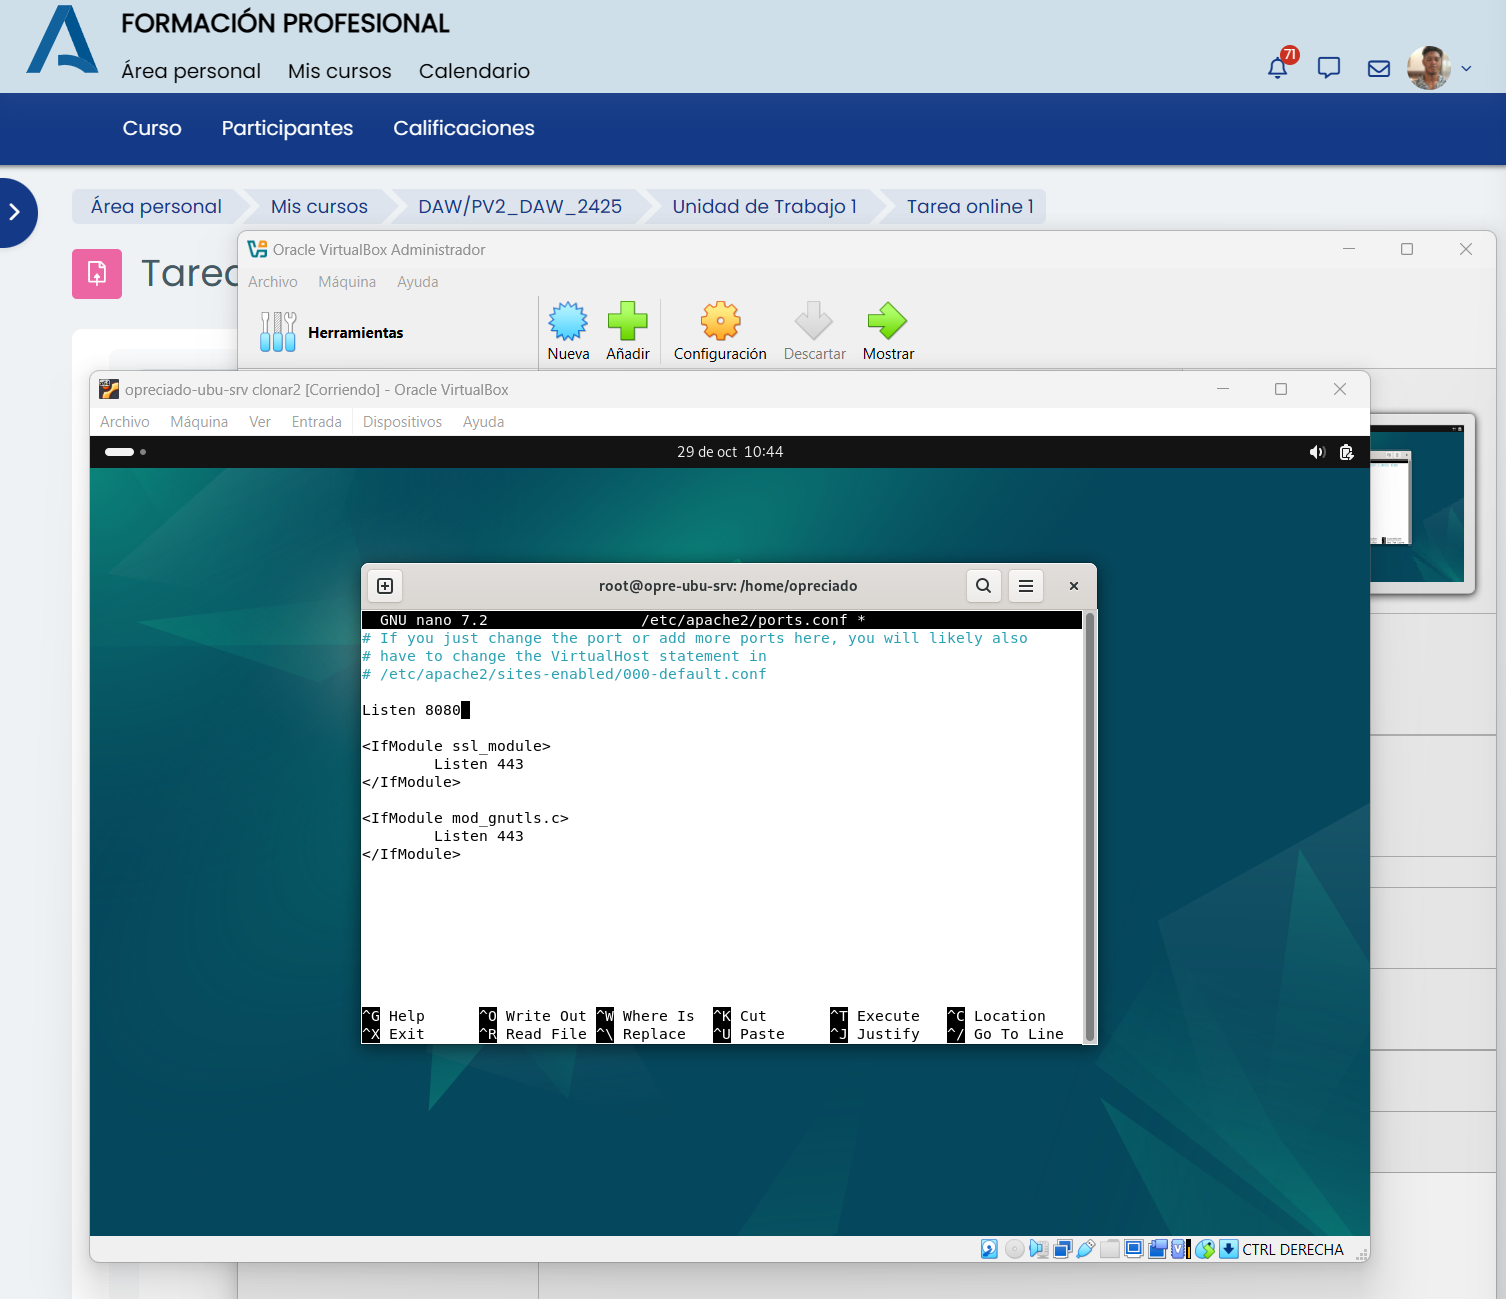 FORMACIÓN PROFESIONAL
Área personal Mis cursos Calendario
71
Curso Participantes Calificaciones
Área personal Mis cursos DAW/PV2_DAW_2425 Unidad de Trabajo 1 Tarea online 1
Tarea
Oracle VirtualBox Administrador
Archivo Máquina Ayuda
Herramientas
Nueva Añadir Configuración Descartar Mostrar
opreciado-ubu-srv clonar2 [Corriendo] - Oracle VirtualBox
Archivo Máquina Ver Entrada Dispositivos Ayuda
29 de oct 10:44
root@opre-ubu-srv: /home/opreciado
GNU nano 7.2 /etc/apache2/ports.conf *
# If you just change the port or add more ports here, you will likely also
# have to change the VirtualHost statement in
# /etc/apache2/sites-enabled/000-default.conf
Listen 8080
<IfModule ssl_module>
Listen 443
</IfModule>
<IfModule mod_gnutls.c>
Listen 443
</IfModule>
^G Help ^O Write Out ^W Where Is ^K Cut ^T Execute ^C Location
^X Exit ^R Read File ^\ Replace ^U Paste ^J Justify ^/ Go To Line
CTRL DERECHA